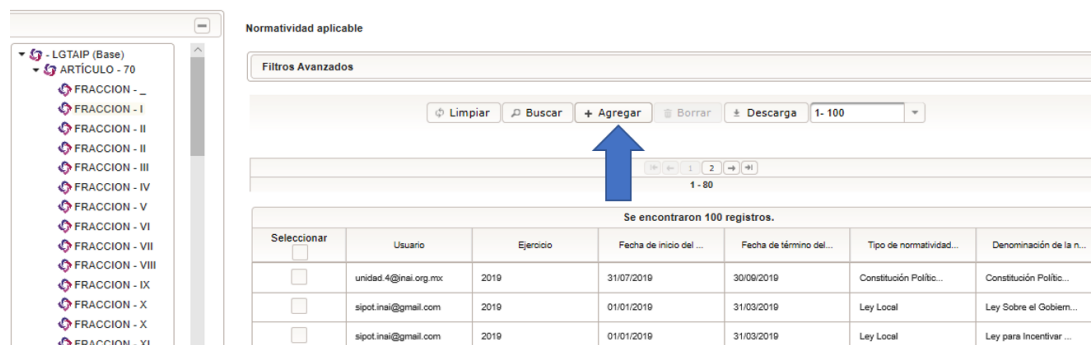 Normatividad aplicable
- LGTAIP (Base)
ARTÍCULO - 70
FRACCION - _
FRACCION - I
FRACCION - II
FRACCION - II
FRACCION - III
FRACCION - IV
FRACCION - V
FRACCION - VI
FRACCION - VII
FRACCION - VIII
FRACCION - IX
FRACCION - X
FRACCION - X
FRACCION - XI
Filtros Avanzados
Limpiar Buscar + Agregar Borrar Descarga 1- 100
1 2
1 - 80
Se encontraron 100 registros.
Seleccionar Usuario Ejercicio Fecha de inicio del ... Fecha de término del... Tipo de normatividad... Denominación de la n...
unidad.4@inai.org.mx 2019 31/07/2019 30/09/2019 Constitución Polític... Constitución Polític...
sipot.inai@gmail.com 2019 01/01/2019 31/03/2019 Ley Local Ley Sobre el Gobiern...
sipot.inai@gmail.com 2019 01/01/2019 31/03/2019 Ley Local Ley para Incentivar ...